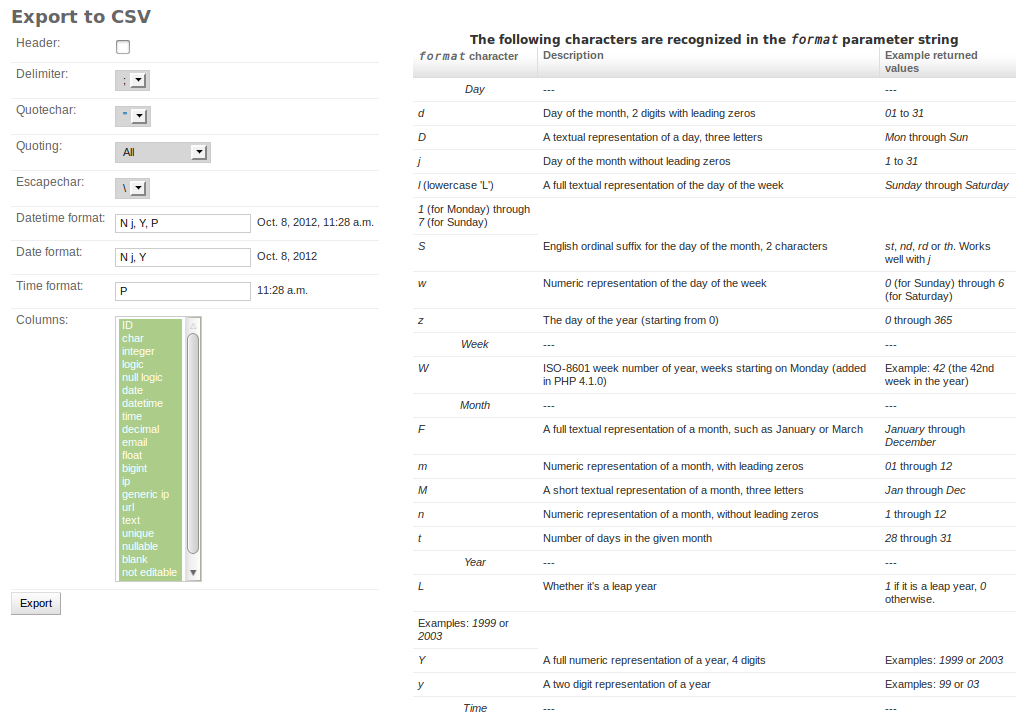 Export to CSV
Header:
Delimiter:
;
Quotechar:
"
Quoting:
All
Escapechar:
\
Datetime format:
N j, Y, P
Oct. 8, 2012, 11:28 a.m.
Date format:
N j, Y
Oct. 8, 2012
Time format:
P
11:28 a.m.
Columns:
ID
char
integer
logic
null logic
date
datetime
time
decimal
email
float
bigint
ip
generic ip
url
text
unique
nullable
blank
not editable
Export
The following characters are recognized in the format parameter string
format character Description Example returned
values
Day --- ---
d Day of the month, 2 digits with leading zeros 01 to 31
D A textual representation of a day, three letters Mon through Sun
j Day of the month without leading zeros 1 to 31
l (lowercase 'L') A full textual representation of the day of the week Sunday through Saturday
1 (for Monday) through
7 (for Sunday)
S English ordinal suffix for the day of the month, 2 characters st, nd, rd or th. Works
well with j
w Numeric representation of the day of the week 0 (for Sunday) through 6
(for Saturday)
z The day of the year (starting from 0) 0 through 365
Week --- ---
W ISO-8601 week number of year, weeks starting on Monday (added Example: 42 (the 42nd
in PHP 4.1.0) week in the year)
Month --- ---
F A full textual representation of a month, such as January or March January through
December
m Numeric representation of a month, with leading zeros 01 through 12
M A short textual representation of a month, three letters Jan through Dec
n Numeric representation of a month, without leading zeros 1 through 12
t Number of days in the given month 28 through 31
Year --- ---
L Whether it's a leap year 1 if it is a leap year, 0
otherwise.
Examples: 1999 or
2003
Y A full numeric representation of a year, 4 digits Examples: 1999 or 2003
y A two digit representation of a year Examples: 99 or 03
Time --- ---